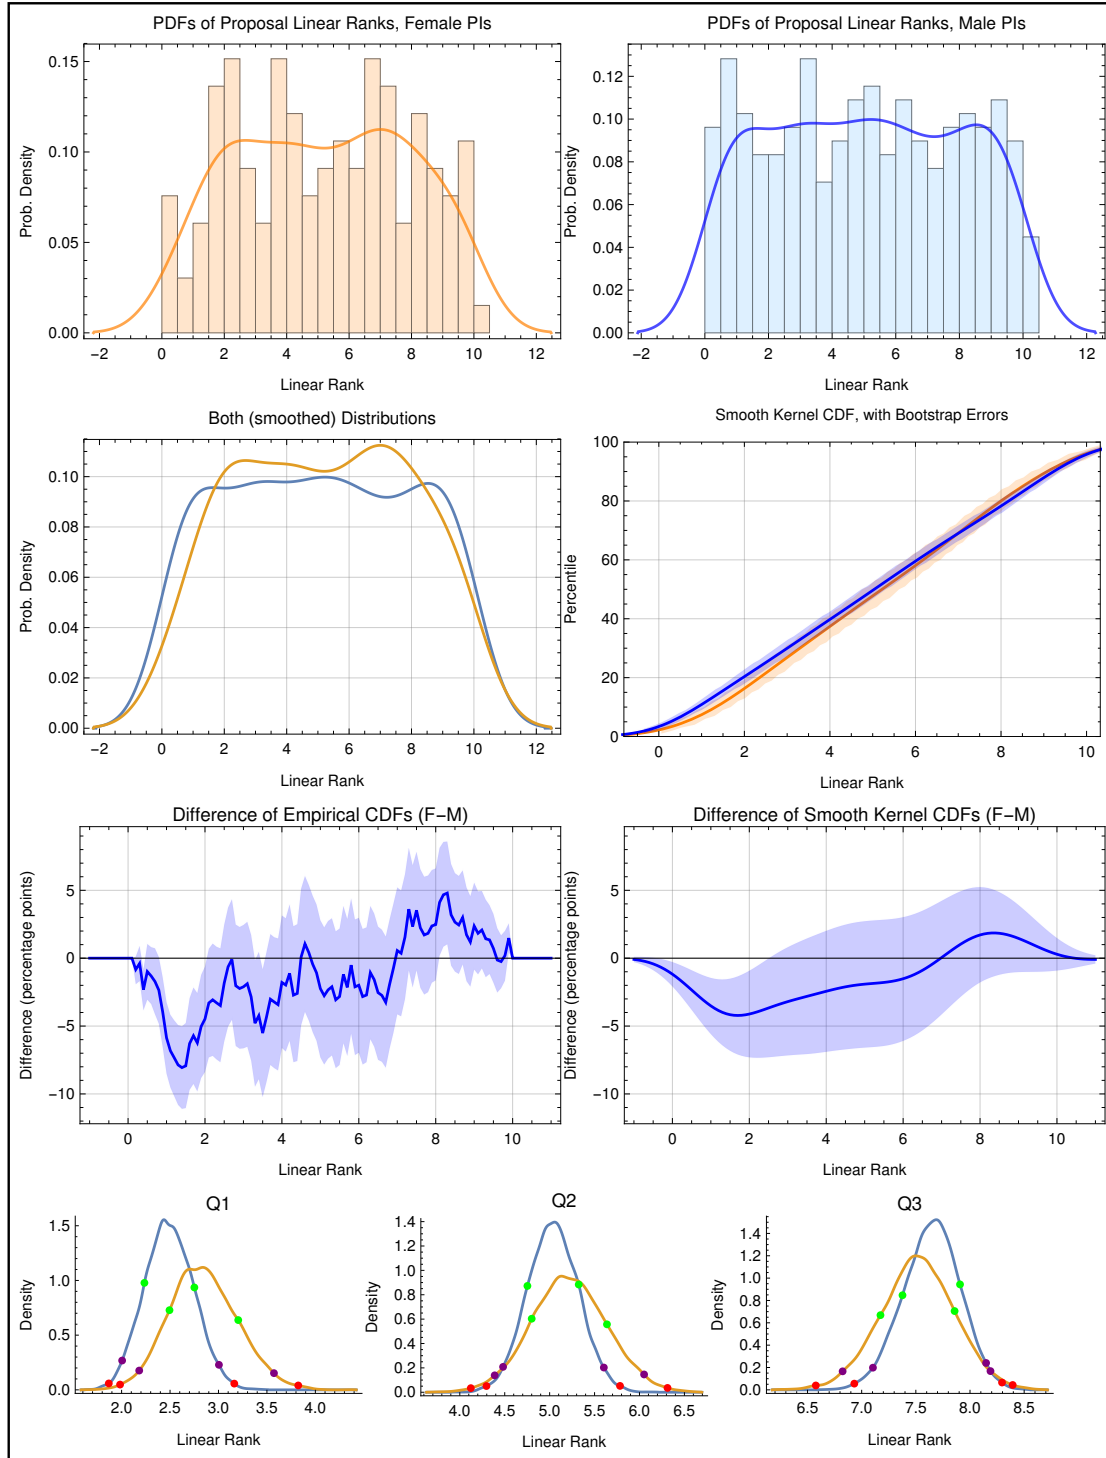 PDFs of Proposal Linear Ranks, Female PIs
PDFs of Proposal Linear Ranks, Male PIs
Prob. Density
0.15
0.10
0.05
0.00
−2 0 2 4 6 8 10 12
Linear Rank
Prob. Density
0.12
0.10
0.08
0.06
0.04
0.02
0.00
−2 0 2 4 6 8 10 12
Linear Rank
Both (smoothed) Distributions
Smooth Kernel CDF, with Bootstrap Errors
Prob. Density
0.10
0.08
0.06
0.04
0.02
0.00
−2 0 2 4 6 8 10 12
Linear Rank
Percentile
100
80
60
40
20
0
0 2 4 6 8 10
Linear Rank
Difference of Empirical CDFs (F−M)
Difference of Smooth Kernel CDFs (F−M)
Difference (percentage points)
5
0
−5
−10
0 2 4 6 8 10
Linear Rank
Difference (percentage points)
5
0
−5
−10
0 2 4 6 8 10
Linear Rank
Q1
Density
1.5
1.0
0.5
0.0
2.0 2.5 3.0 3.5 4.0
Linear Rank
Q2
Density
1.4
1.2
1.0
0.8
0.6
0.4
0.2
0.0
4.0 4.5 5.0 5.5 6.0 6.5
Linear Rank
Q3
Density
1.4
1.2
1.0
0.8
0.6
0.4
0.2
0.0
6.5 7.0 7.5 8.0 8.5
Linear Rank